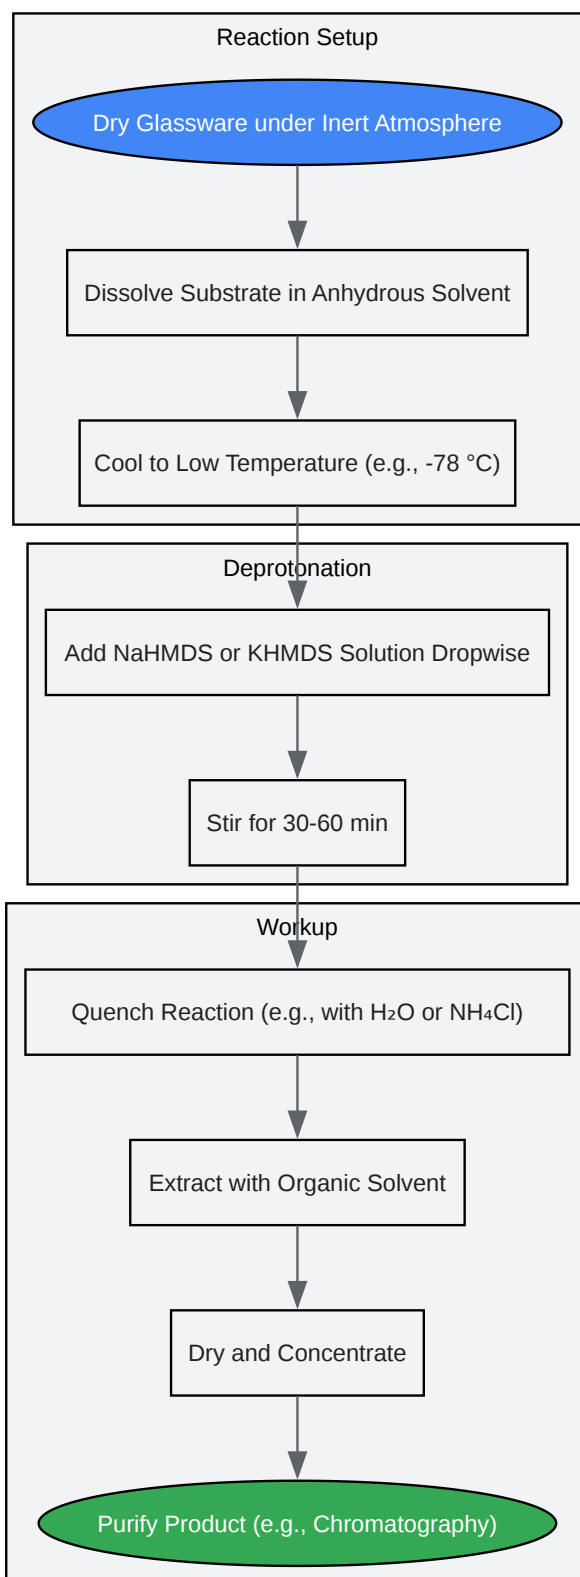 Reaction Setup
Dry Glassware under Inert Atmosphere
Dissolve Substrate in Anhydrous Solvent
Cool to Low Temperature (e.g., -78 °C)
Deprotonation
Add NaHMDS or KHMDS Solution Dropwise
Stir for 30-60 min
Workup
Quench Reaction (e.g., with H₂O or NH₄Cl)
Extract with Organic Solvent
Dry and Concentrate
Purify Product (e.g., Chromatography)